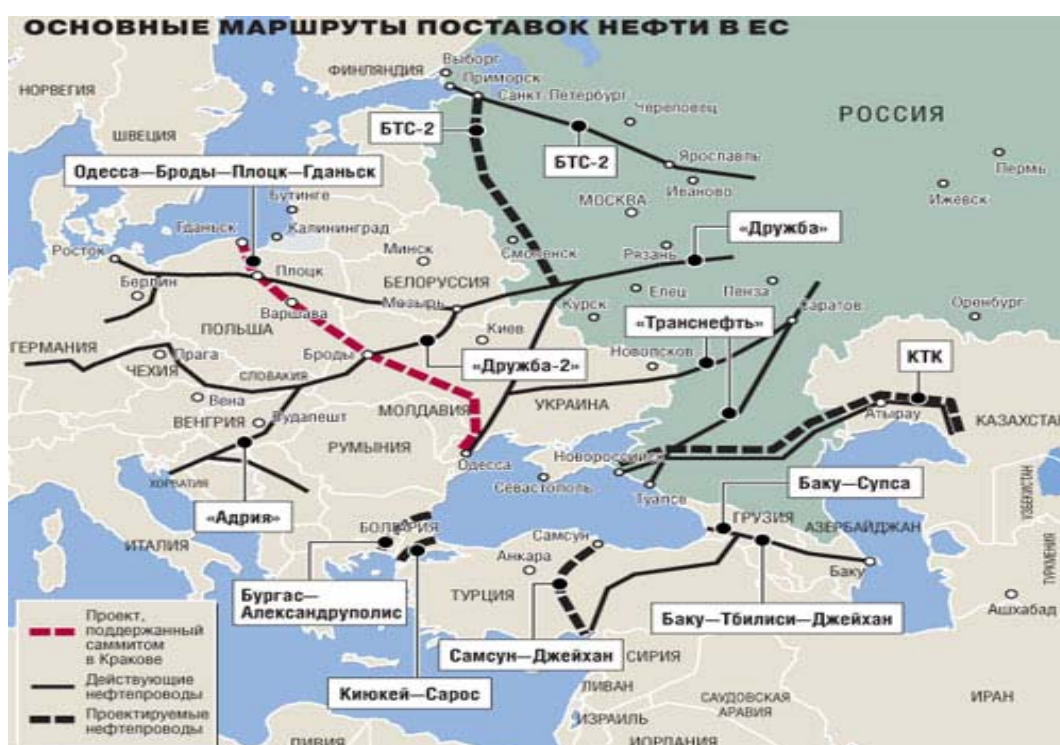 ОСНОВНЫЕ МАРШРУТЫ ПОСТАВОК НЕФТИ В ЕС
НОРВЕГИЯ
ФИНЛЯНДИЯ
Выборг
Приморск
Санкт-Петербург
Череповец
РОССИЯ
ШВЕЦИЯ
БТС-2
БТС-2
Ярославль
Иваново
Пермь
Ижевск
Одесса—Броды—Плоцк—Гданьск
МОСКВА
Бутинге
Гданьск
Калининград
Росток
Минск
Смоленск
Рязань
«Дружба»
Плоцк
БЕЛОРУССИЯ
Берлин
Мозырь
Курск
Елец
Пенза
Саратов
Оренбург
Варшава
ПОЛЬША
Киев
«Транснефть»
ГЕРМАНИЯ
Прага
Броды
«Дружба-2»
Новопсков
КТК
ЧЕХИЯ
СЛОВАКИЯ
Вена
МОЛДАВИЯ
УКРАИНА
Атырау
КАЗАХСТАН
ВЕНГРИЯ
Будапешт
РУМЫНИЯ
Одесса
Новороссийск
ХОРВАТИЯ
Севастополь
Туапсе
Баку—Супса
УЗБЕКИСТАН
«Адрия»
БОЛГАРИЯ
Самсун
ГРУЗИЯ
АЗЕРБАЙДЖАН
ИТАЛИЯ
Анкара
Баку
ТУРКМЕНИЯ
Бургас—
Александруполис
ТУРЦИЯ
Ашхабад
Баку—Тбилиси—Джейхан
Самсун—Джейхан
СИРИЯ
Киюкей—Сарос
ЛИВАН
САУДОВСКАЯ
АРАВИЯ
ИРАН
ИЗРАИЛЬ
ЛИВИЯ
ИОРДАНИЯ
Проект,
поддержанный
саммитом
в Кракове
Действующие
нефтепроводы
Проектируемые
нефтепроводы